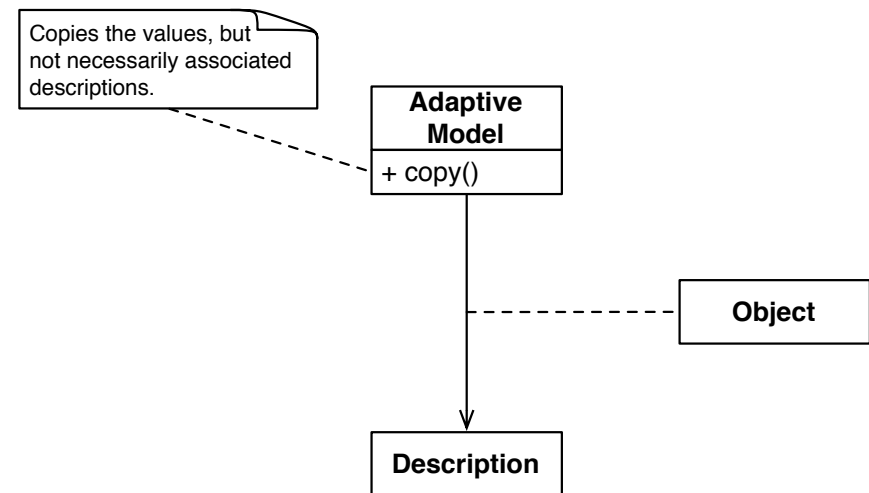 Copies the values, but
not necessarily associated
descriptions.
Adaptive
Model
+ copy()
Object
Description